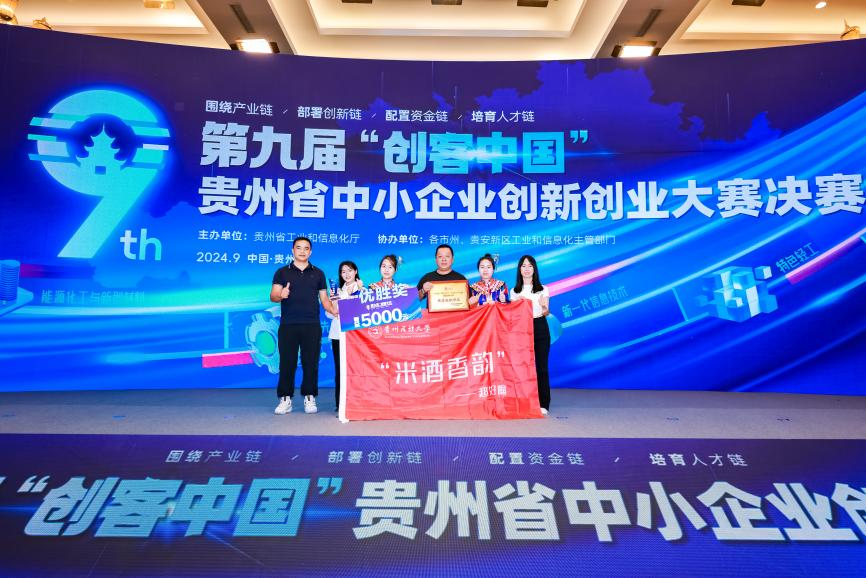 围绕产业链 / 部署创新链 / 配置资金链 / 培育人才链
第九届“创客中国”
贵州省中小企业创新创业大赛决赛
9th
主办单位：贵州省工业和信息化厅 协办单位：各市州、贵安新区工业和信息化主管部门
2024.9 中国·贵州
特色轻工
新一代信息技术
能源化工与新型材料
优胜奖
5000元
贵州民族大学
“米酒香韵”
——超好喝
围绕产业链 / 部署创新链 / 配置资金链 / 培育人才链
“创客中国”贵州省中小企业创